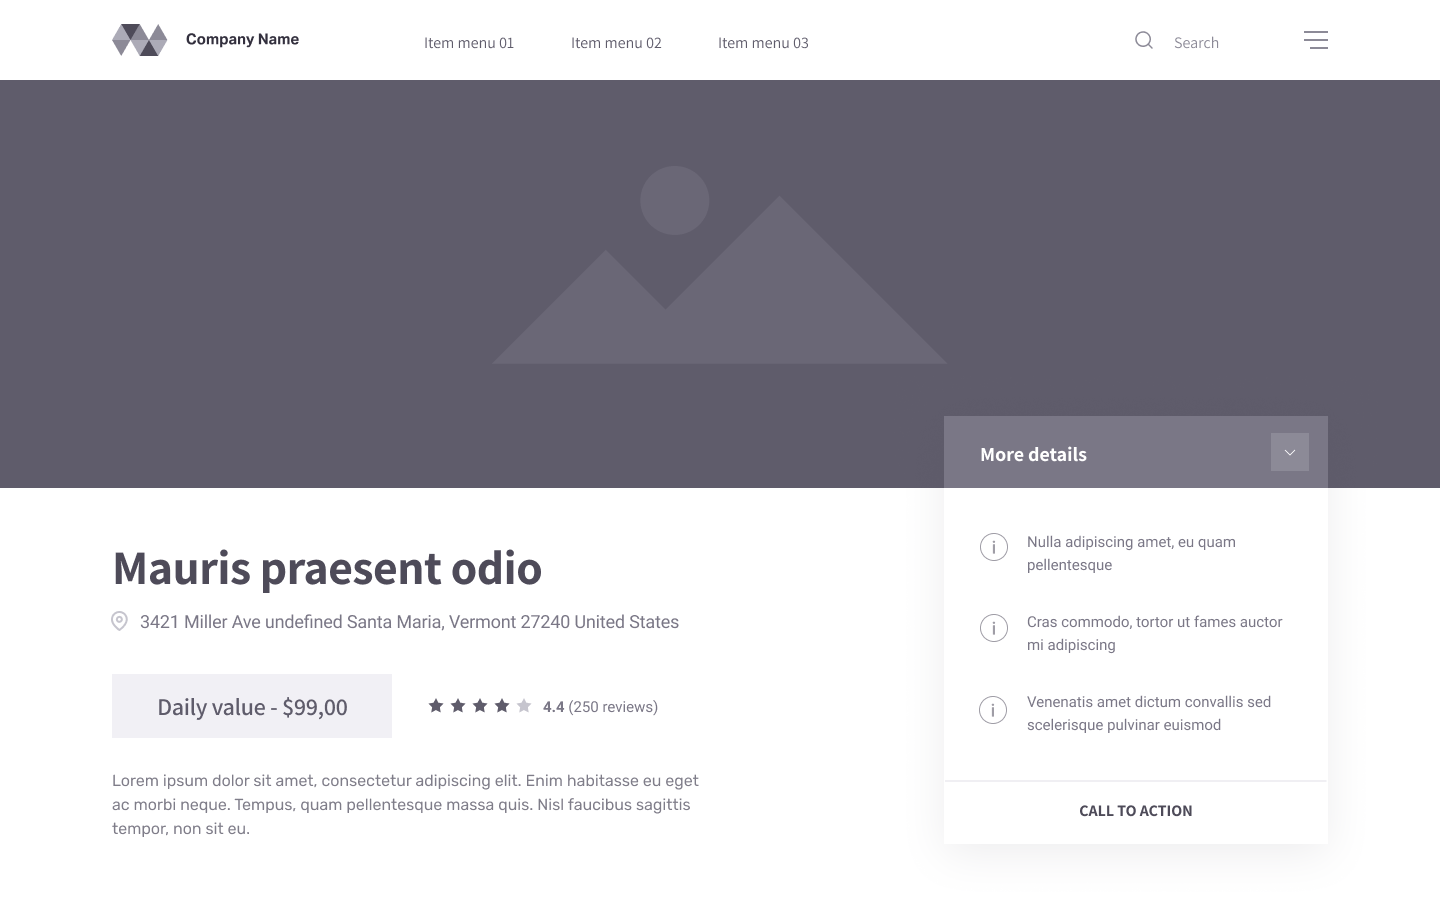 Company Name
Item menu 01
Item menu 02
Item menu 03
Search
More details
Nulla adipiscing amet, eu quam
pellentesque
Cras commodo, tortor ut fames auctor
mi adipiscing
Venenatis amet dictum convallis sed
scelerisque pulvinar euismod
CALL TO ACTION
Mauris praesent odio
3421 Miller Ave undefined Santa Maria, Vermont 27240 United States
Daily value - $99,00
4.4 (250 reviews)
Lorem ipsum dolor sit amet, consectetur adipiscing elit. Enim habitasse eu eget
ac morbi neque. Tempus, quam pellentesque massa quis. Nisl faucibus sagittis
tempor, non sit eu.